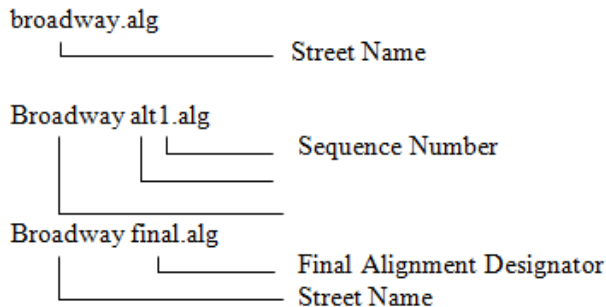 broadway.alg
Street Name
Broadway alt1.alg
Sequence Number
Broadway final.alg
Final Alignment Designator
Street Name